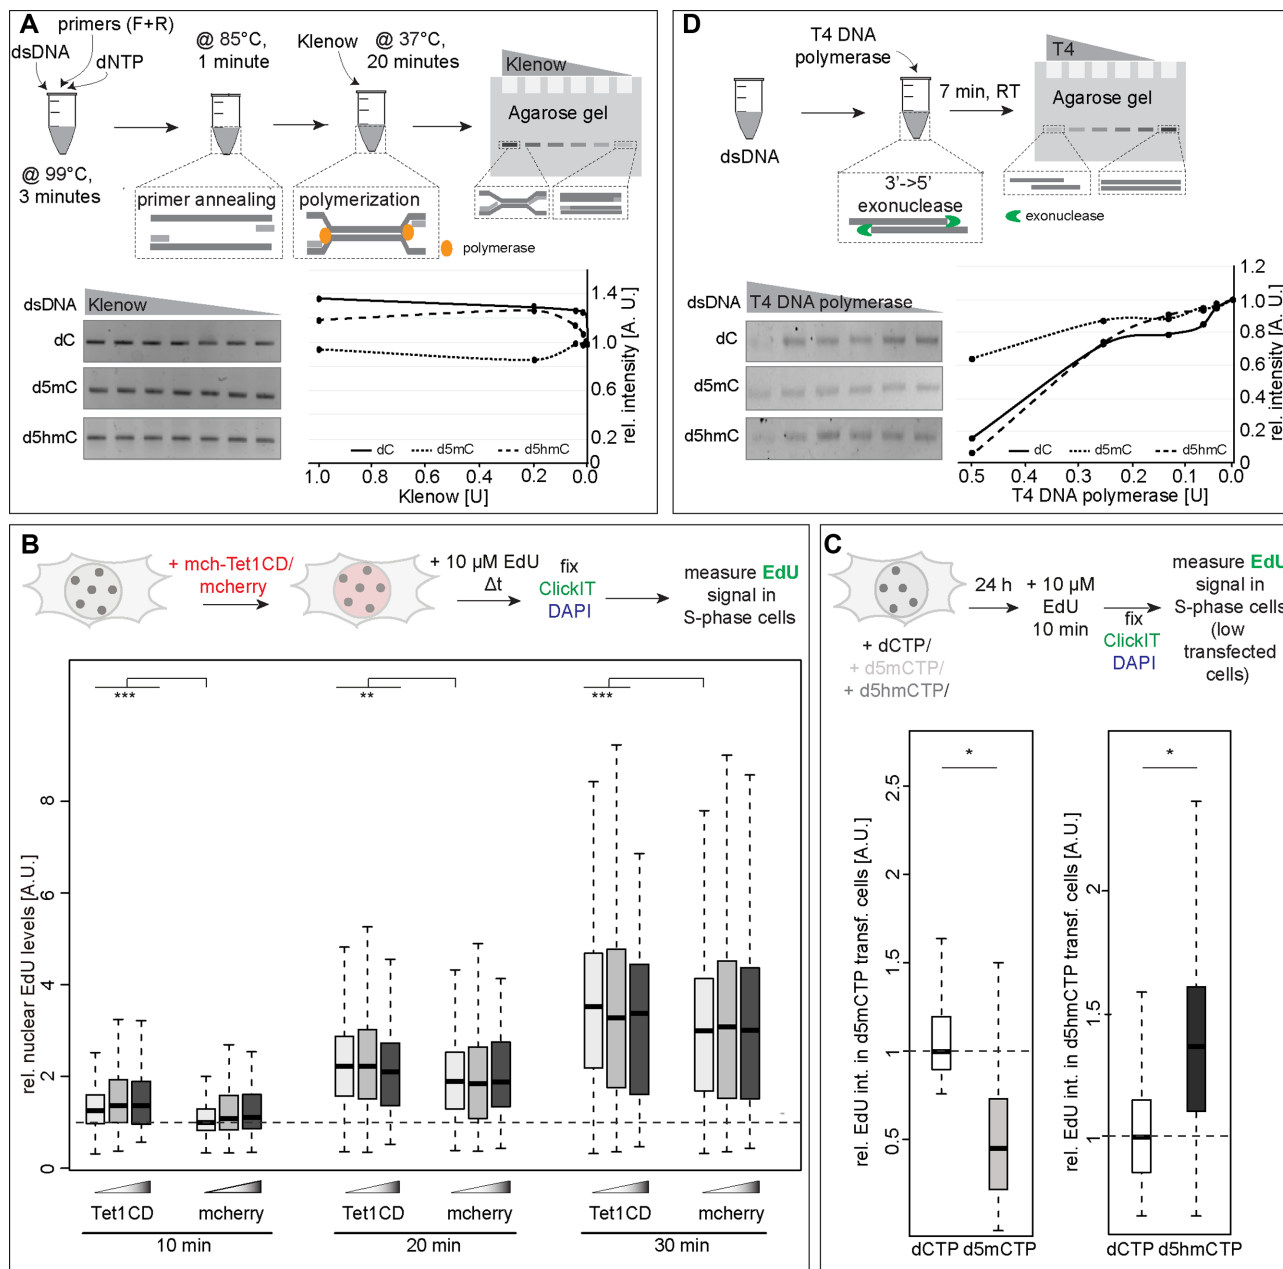 A
primers (F+R)
dsDNA
dNTP
@ 99°C,
3 minutes
@ 85°C,
1 minute
Klenow
@ 37°C,
20 minutes
Klenow
Agarose gel
primer annealing
polymerization
polymerase
dsDNA
Klenow
dC
d5mC
d5hmC
1.4
1.0
0.6
0.2
0
rel. intensity [A. U.]
dC
d5mC
d5hmC
1.0
0.8
0.6
0.4
0.2
0.0
Klenow [U]
D
T4 DNA
polymerase
dsDNA
7 min, RT
T4
Agarose gel
3'->5'
exonuclease
exonuclease
dsDNA
T4 DNA polymerase
dC
d5mC
d5hmC
1.2
1.0
0.8
0.6
0.4
0.2
0
rel. intensity [A. U.]
dC
d5mC
d5hmC
0.5
0.4
0.3
0.2
0.1
0.0
T4 DNA polymerase [U]
B
+ mch-Tet1CD/
mcherry
+ 10 µM EdU
Δt
fix
ClickIT
DAPI
measure EdU
signal in
S-phase cells
***
**
***
rel. nuclear EdU levels [A.U.]
8
6
4
2
0
Tet1CD
mcherry
Tet1CD
mcherry
Tet1CD
mcherry
10 min
20 min
30 min
C
+ dCTP/
+ d5mCTP/
+ d5hmCTP/
24 h
+ 10 µM
EdU
10 min
fix
ClickIT
DAPI
measure EdU
signal in
S-phase cells
(low
transfected
cells)
rel. EdU int. in d5mCTP transf. cells [A.U.]
2.5
2
1.5
1
0.5
*
dCTP d5mCTP
rel. EdU int. in d5hmCTP transf. cells [A.U.]
2
1.5
1
*
dCTP d5hmCTP